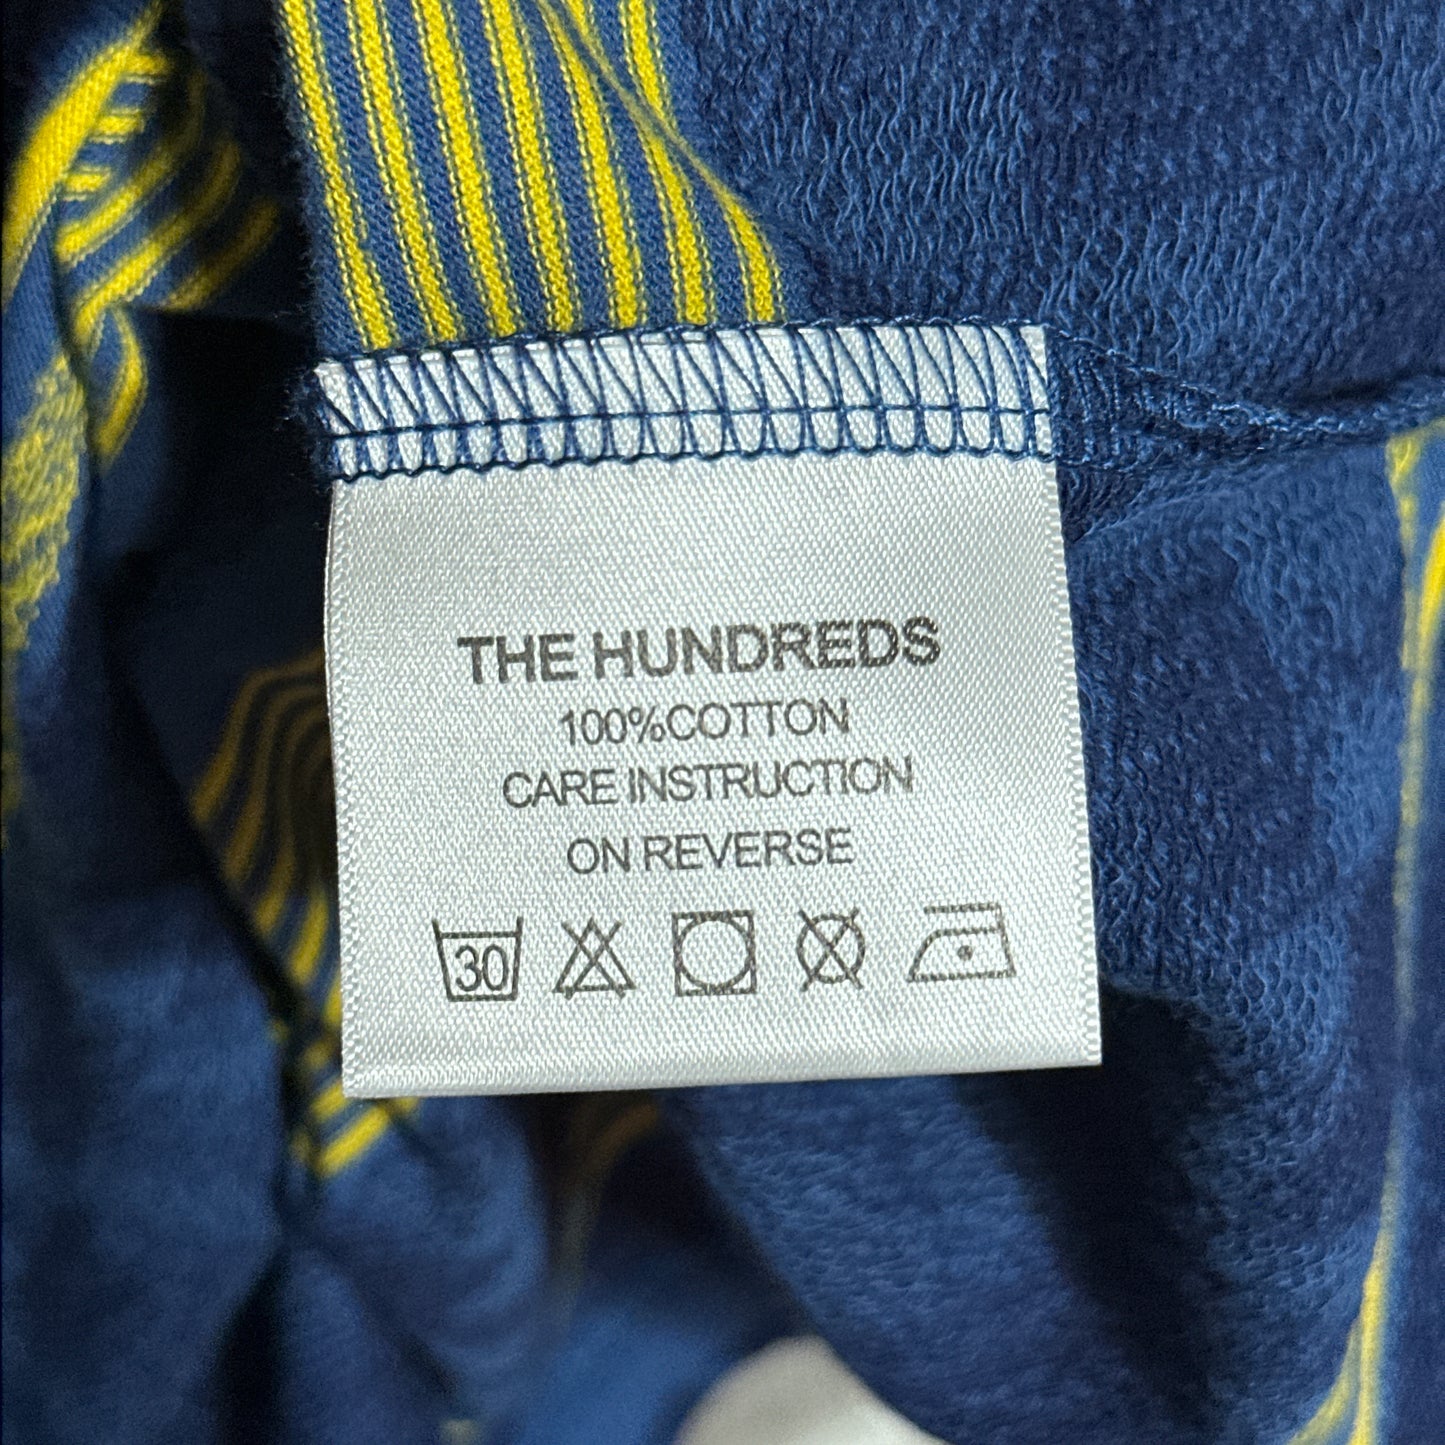 THE HUNDREDS
100%COTTON
CARE INSTRUCTION
ON REVERSE
30